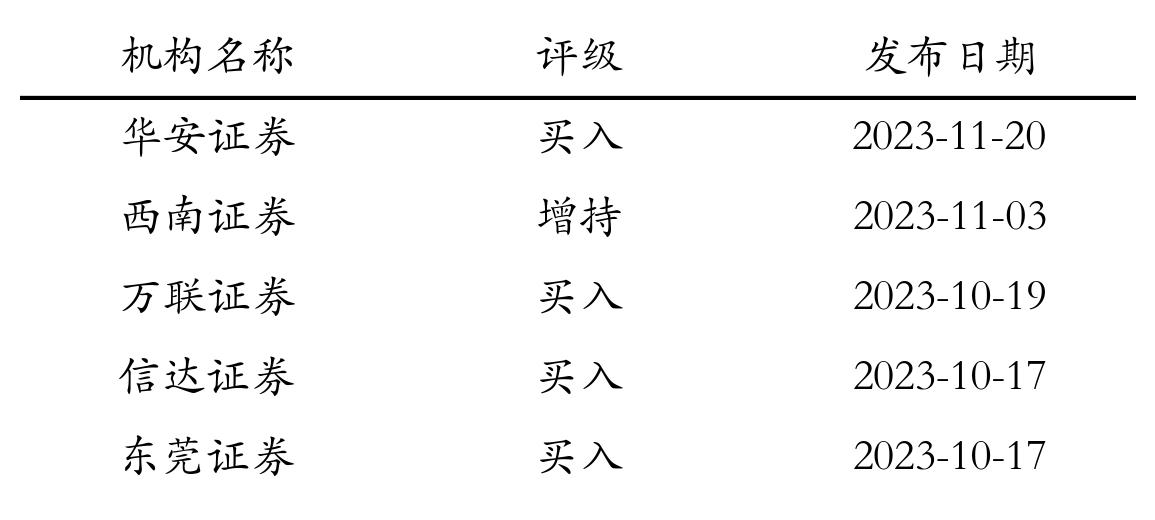 机构名称 评级 发布日期
华安证券 买入 2023-11-20
西南证券 增持 2023-11-03
万联证券 买入 2023-10-19
信达证券 买入 2023-10-17
东莞证券 买入 2023-10-17